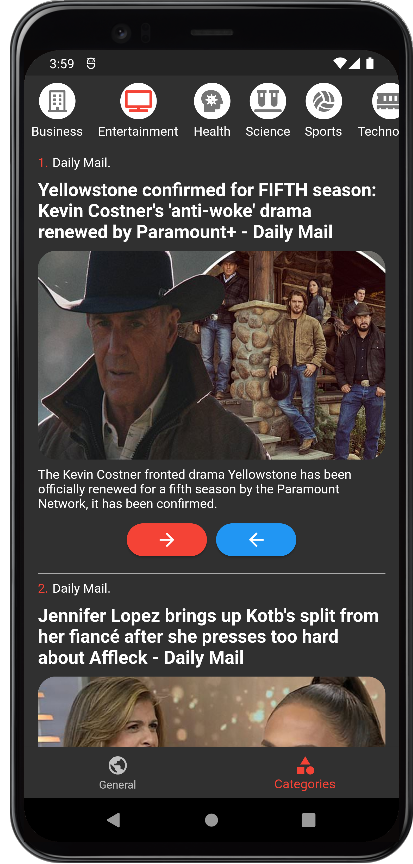 3:59
Business Entertainment Health Science Sports Techno
1. Daily Mail.
Yellowstone confirmed for FIFTH season:
Kevin Costner's 'anti-woke' drama
renewed by Paramount+ - Daily Mail
The Kevin Costner fronted drama Yellowstone has been
officially renewed for a fifth season by the Paramount
Network, it has been confirmed.
2. Daily Mail.
Jennifer Lopez brings up Kotb's split from
her fiancé after she presses too hard
about Affleck - Daily Mail
General Categories